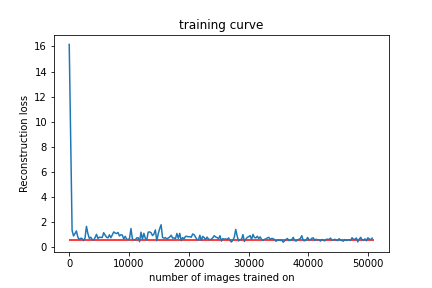 training curve
16
14
12
10
8
6
4
2
0
Reconstruction loss
0 10000 20000 30000 40000 50000
number of images trained on